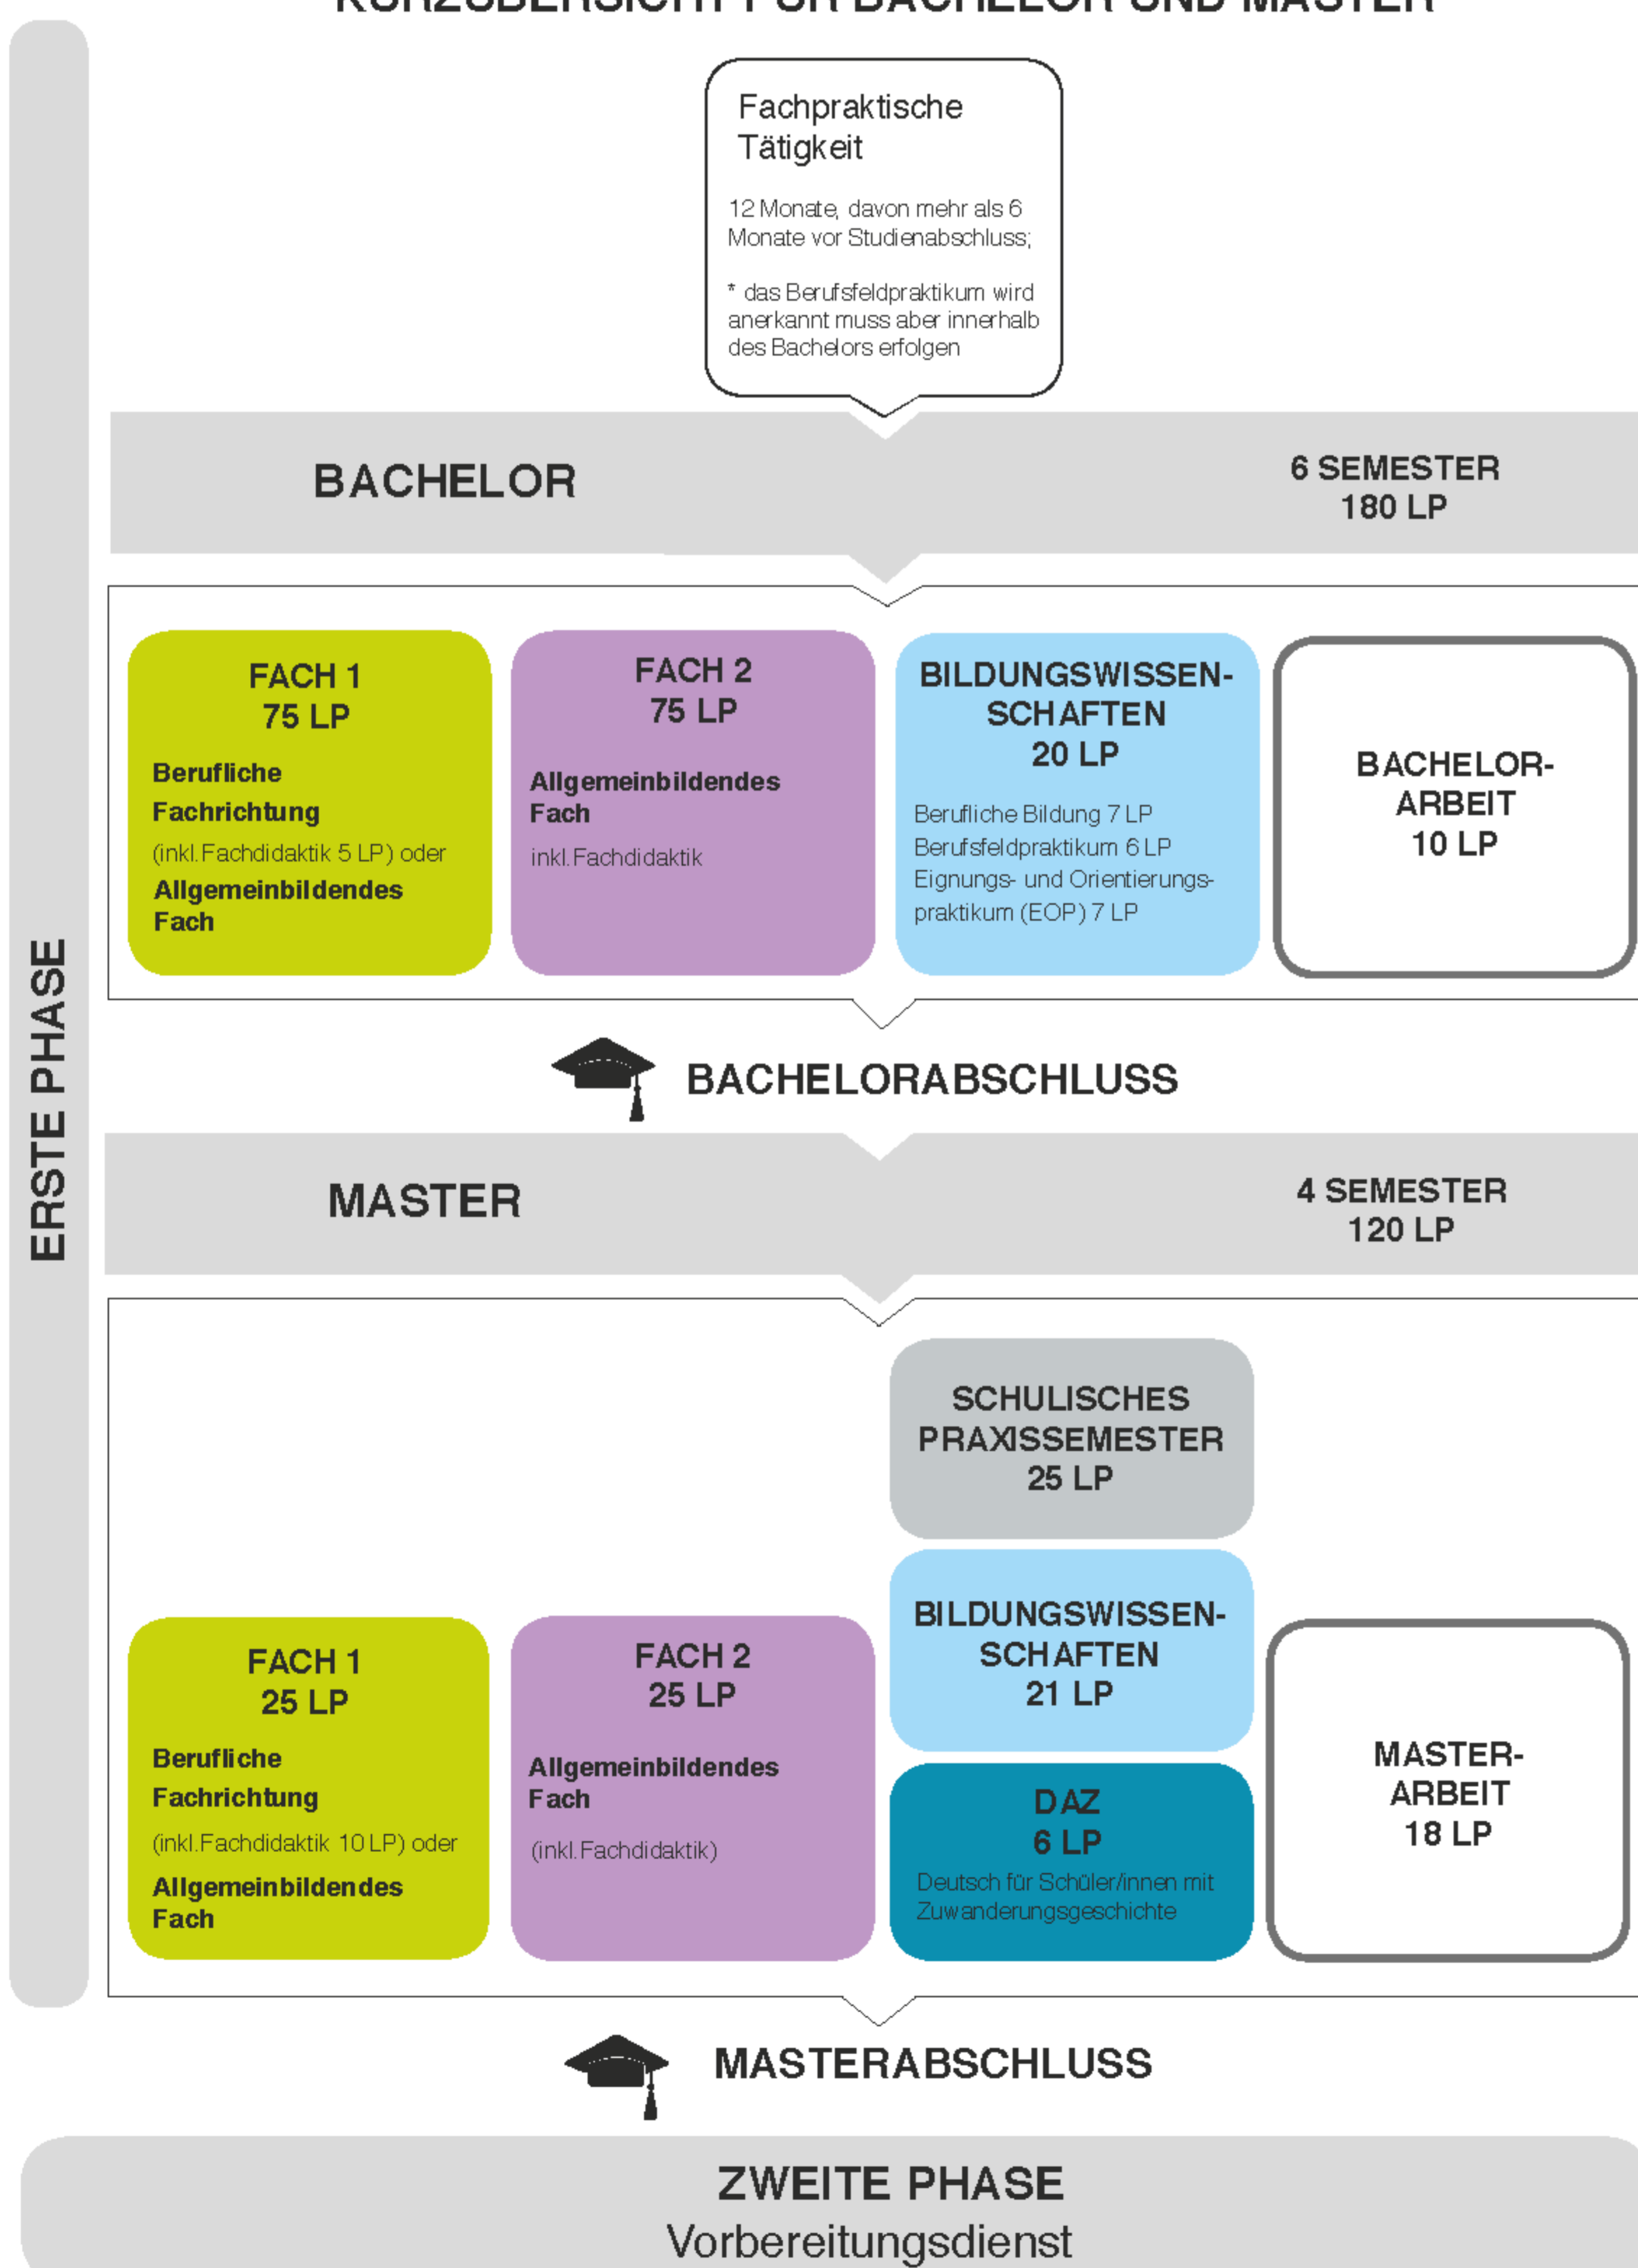 KURZÜBERSICHT FÜR BACHELOR UND MASTER
Fachpraktische
Tätigkeit
12 Monate, davon mehr als 6
Monate vor Studienabschluss;
* das Berufsfeldpraktikum wird
anerkannt muss aber innerhalb
des Bachelors erfolgen
BACHELOR
6 SEMESTER
180 LP
FACH 1
75 LP
Berufliche
Fachrichtung
(inkl. Fachdidaktik 5 LP) oder
Allgemeinbildendes
Fach
FACH 2
75 LP
Allgemeinbildendes
Fach
inkl. Fachdidaktik
BILDUNGSWISSEN-
SCHAFTEN
20 LP
Berufliche Bildung 7 LP
Berufsfeldpraktikum 6 LP
Eignungs- und Orientierungs-
praktikum (EOP) 7 LP
BACHELOR-
ARBEIT
10 LP
BACHELORABSCHLUSS
ERSTE PHASE
MASTER
4 SEMESTER
120 LP
FACH 1
25 LP
Berufliche
Fachrichtung
(inkl. Fachdidaktik 10 LP) oder
Allgemeinbildendes
Fach
FACH 2
25 LP
Allgemeinbildendes
Fach
(inkl. Fachdidaktik)
SCHULISCHES
PRAXISSEMESTER
25 LP
BILDUNGSWISSEN-
SCHAFTEN
21 LP
DAZ
6 LP
Deutsch für Schüler/innen mit
Zuwanderungsgeschichte
MASTER-
ARBEIT
18 LP
MASTERABSCHLUSS
ZWEITE PHASE
Vorbereitungsdienst